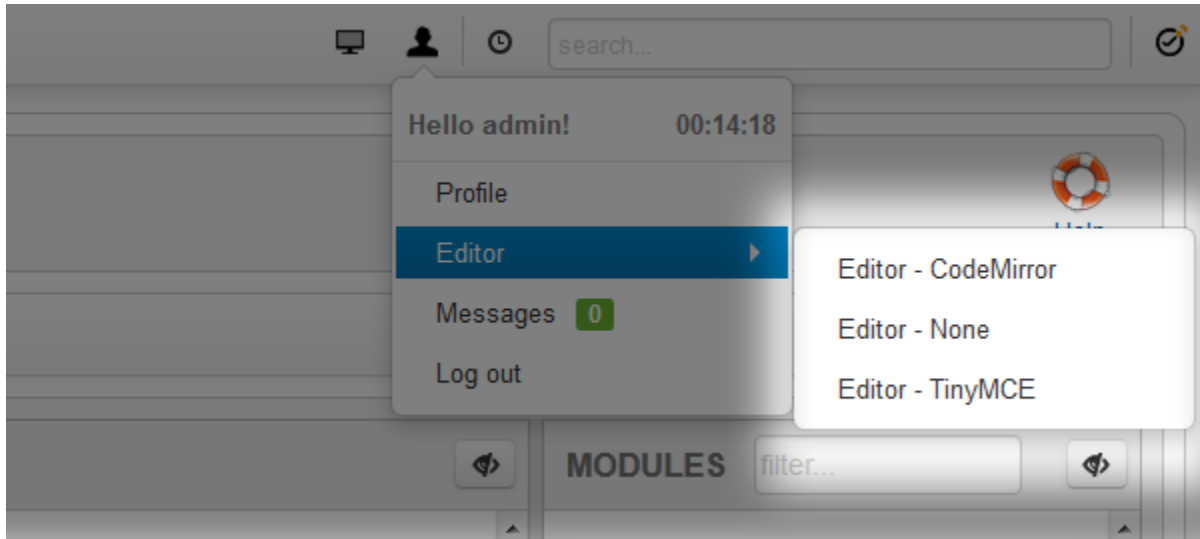 search...
Hello admin! 00:14:18
Profile
Help
Editor
Editor - CodeMirror
Messages 0
Editor - None
Log out
Editor - TinyMCE
MODULES filter...